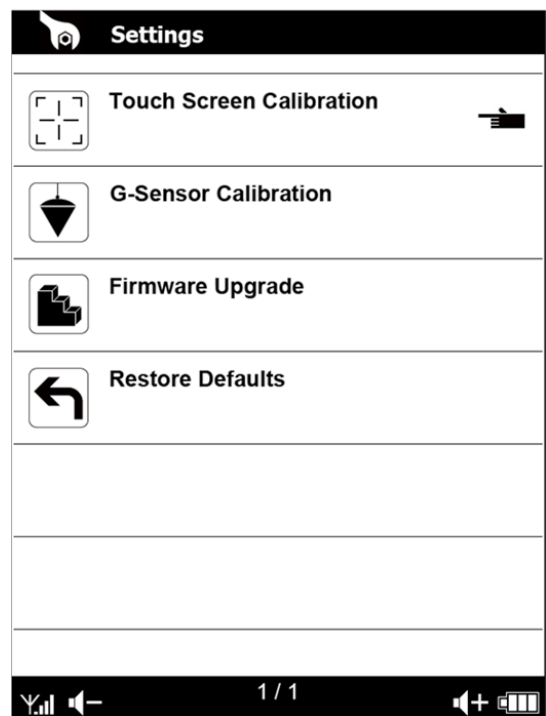 Settings
Touch Screen Calibration
G-Sensor Calibration
Firmware Upgrade
Restore Defaults
1 / 1